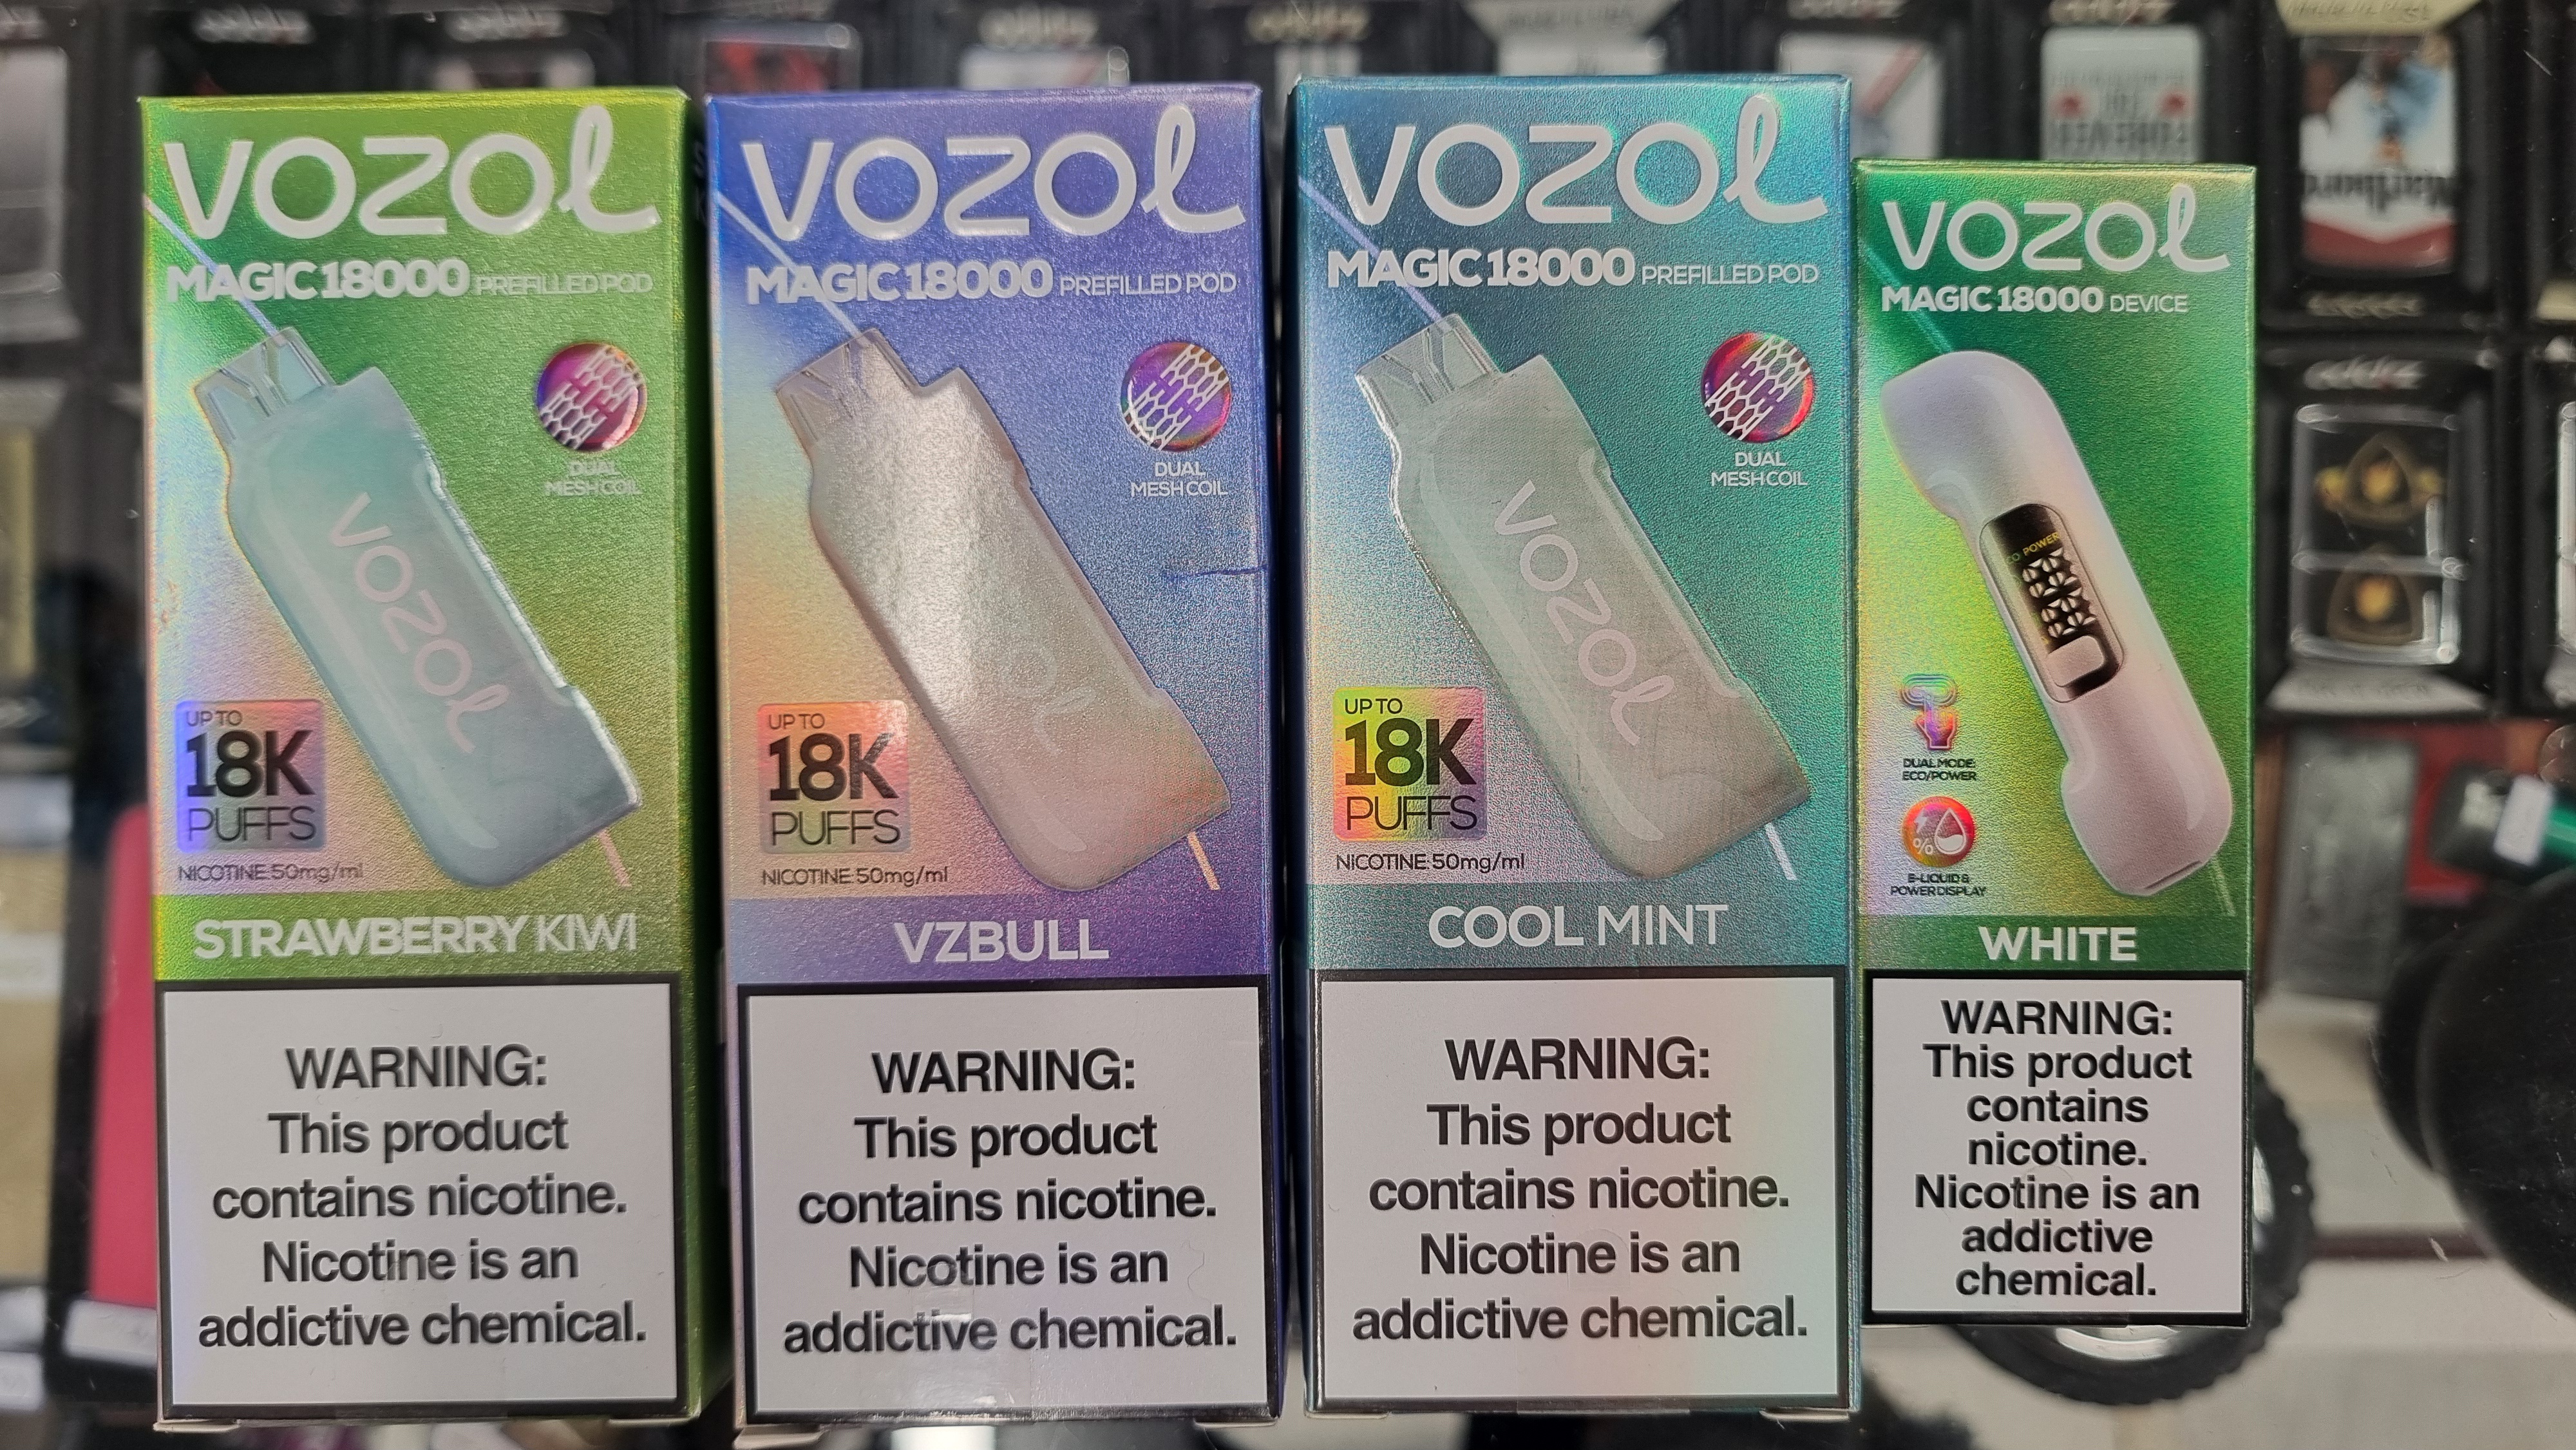 VOZOL
MAGIC 18000 PREFILLED POD
DUAL
MESH COIL
VOZOL
UP TO
18K
PUFFS
NICOTINE: 50mg/ml
STRAWBERRY KIWI
WARNING:
This product
contains nicotine.
Nicotine is an
addictive chemical.
VOZOL
MAGIC 18000 PREFILLED POD
DUAL
MESH COIL
UP TO
18K
PUFFS
NICOTINE: 50mg/ml
VZBULL
WARNING:
This product
contains nicotine.
Nicotine is an
addictive chemical.
VOZOL
MAGIC 18000 PREFILLED POD
DUAL
MESH COIL
VOZOL
UP TO
18K
PUFFS
NICOTINE: 50mg/ml
COOL MINT
WARNING:
This product
contains nicotine.
Nicotine is an
addictive chemical.
VOZOL
MAGIC 18000 DEVICE
POWER
DUAL MODE:
ECO/POWER
%
E-LIQUID &
POWER DISPLAY
WHITE
WARNING:
This product
contains
nicotine.
Nicotine is an
addictive
chemical.
Marlboro